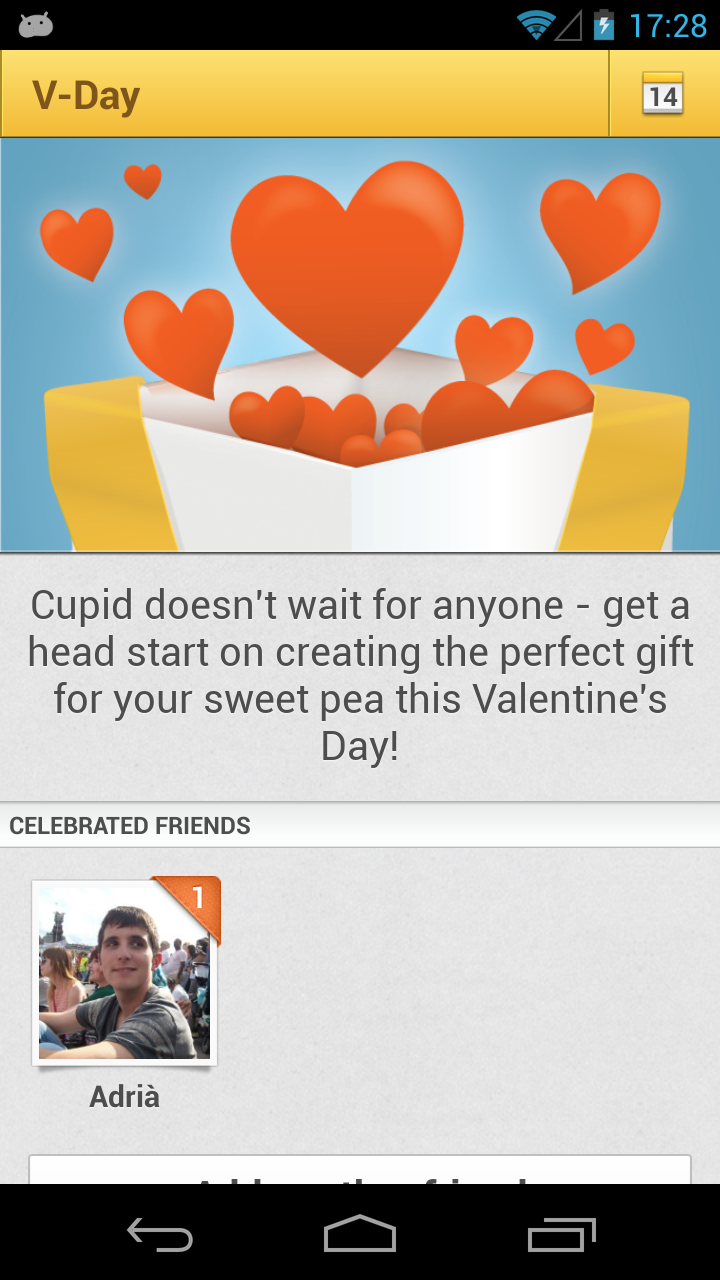 17:28
V-Day
14
Cupid doesn't wait for anyone - get a
head start on creating the perfect gift
for your sweet pea this Valentine's
Day!
CELEBRATED FRIENDS
1
Adrià